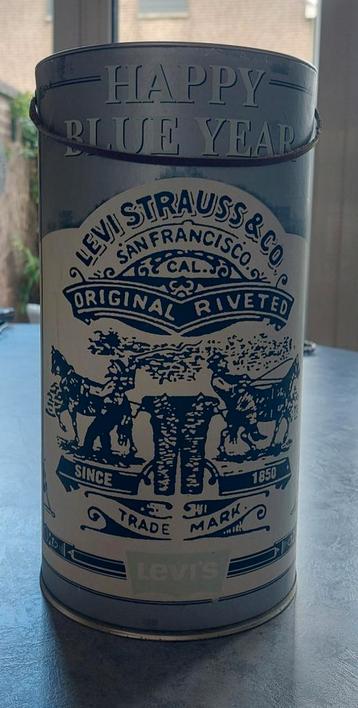 HAPPY
BLUE YEAR
LEVI STRAUSS & CO.
SAN FRANCISCO
CAL.
ORIGINAL RIVETED
SINCE 1850
TRADE MARK
Levi's